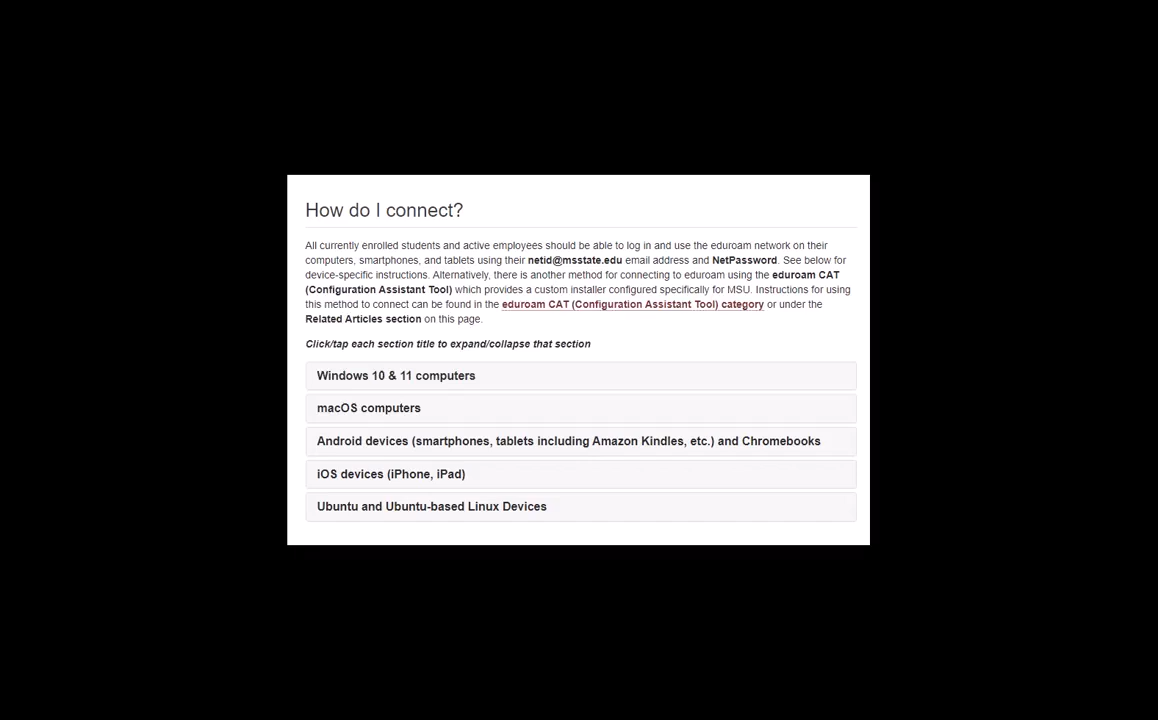 How do I connect?
All currently enrolled students and active employees should be able to log in and use the eduroam network on their
computers, smartphones, and tablets using their netid@msstate.edu email address and NetPassword. See below for
device-specific instructions. Alternatively, there is another method for connecting to eduroam using the eduroam CAT
(Configuration Assistant Tool) which provides a custom installer configured specifically for MSU. Instructions for using
this method to connect can be found in the eduroam CAT (Configuration Assistant Tool) category or under the
Related Articles section on this page.
Click/tap each section title to expand/collapse that section
Windows 10 & 11 computers
macOS computers
Android devices (smartphones, tablets including Amazon Kindles, etc.) and Chromebooks
iOS devices (iPhone, iPad)
Ubuntu and Ubuntu-based Linux Devices